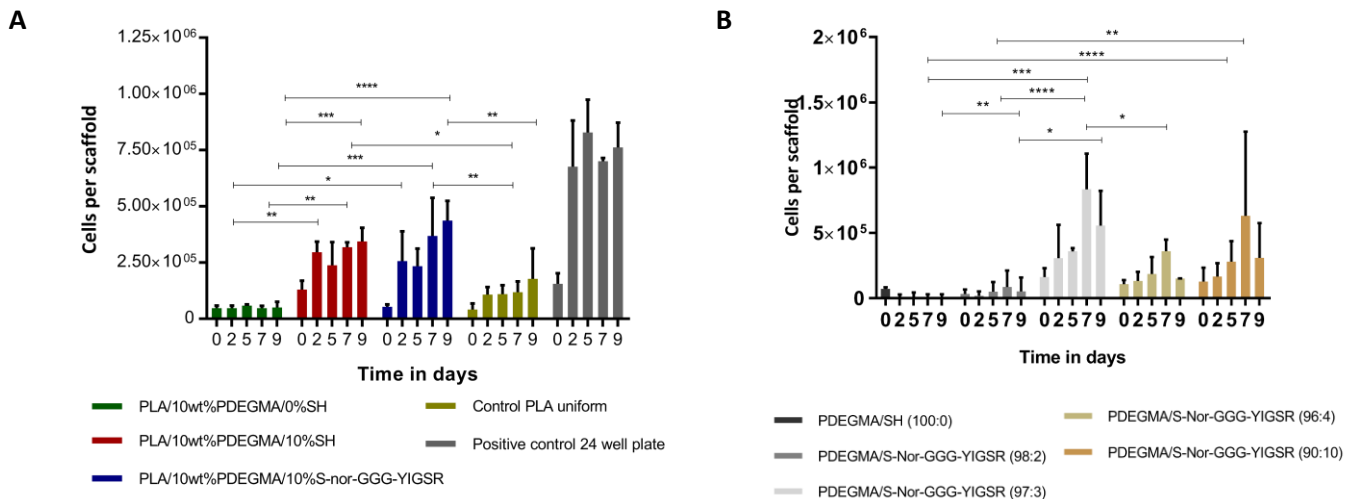 A
Cells per scaffold
1.25× 10^06
1.00× 10^06
7.50× 10^05
5.00× 10^05
2.50× 10^05
0
****
***
**
*
***
*
**
**
**
0 2 5 7 9 0 2 5 7 9 0 2 5 7 9 0 2 5 7 9 0 2 5 7 9
Time in days
PLA/10wt%PDEGMA/0%SH
PLA/10wt%PDEGMA/10%SH
PLA/10wt%PDEGMA/10%S-nor-GGG-YIGSR
Control PLA uniform
Positive control 24 well plate
B
Cells per scaffold
2× 10^6
1.5× 10^6
1× 10^6
5× 10^5
0
**
****
***
****
**
*
*
0 2 5 7 9 0 2 5 7 9 0 2 5 7 9 0 2 5 7 9 0 2 5 7 9
Time in days
PDEGMA/SH (100:0)
PDEGMA/S-Nor-GGG-YIGSR (98:2)
PDEGMA/S-Nor-GGG-YIGSR (97:3)
PDEGMA/S-Nor-GGG-YIGSR (96:4)
PDEGMA/S-Nor-GGG-YIGSR (90:10)